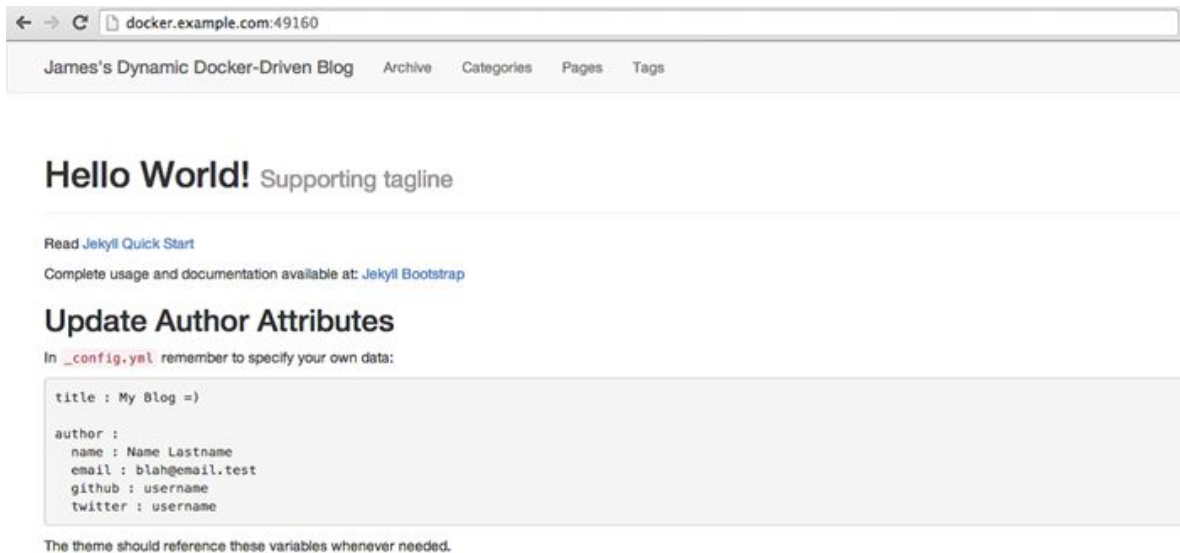 docker.example.com:49160
James's Dynamic Docker-Driven Blog Archive Categories Pages Tags
Hello World! Supporting tagline
Read Jekyll Quick Start
Complete usage and documentation available at: Jekyll Bootstrap
Update Author Attributes
In _config.yml remember to specify your own data:
title : My Blog =)
author :
name : Name Lastname
email : blah@email.test
github : username
twitter : username
The theme should reference these variables whenever needed.